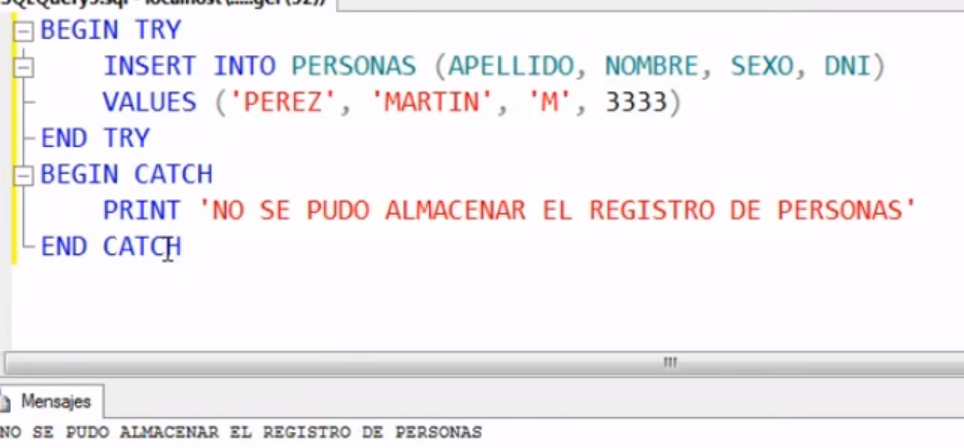 BEGIN TRY
INSERT INTO PERSONAS (APELLIDO, NOMBRE, SEXO, DNI)
VALUES ('PEREZ', 'MARTIN', 'M', 3333)
END TRY
BEGIN CATCH
PRINT 'NO SE PUDO ALMACENAR EL REGISTRO DE PERSONAS'
END CATCH
Mensajes
NO SE PUDO ALMACENAR EL REGISTRO DE PERSONAS